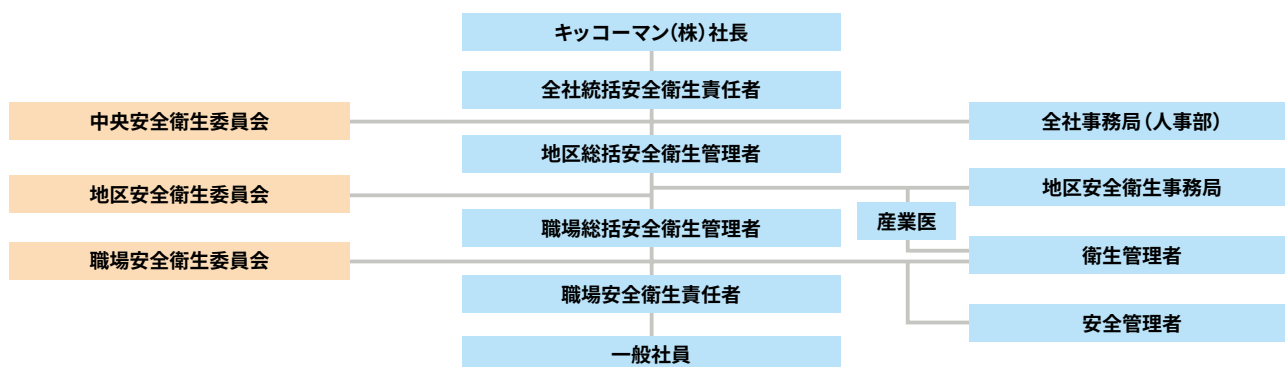 キッコーマン(株)社長
全社統括安全衛生責任者
中央安全衛生委員会
全社事務局(人事部)
地区総括安全衛生管理者
地区安全衛生委員会
地区安全衛生事務局
産業医
職場総括安全衛生管理者
職場安全衛生委員会
衛生管理者
職場安全衛生責任者
安全管理者
一般社員